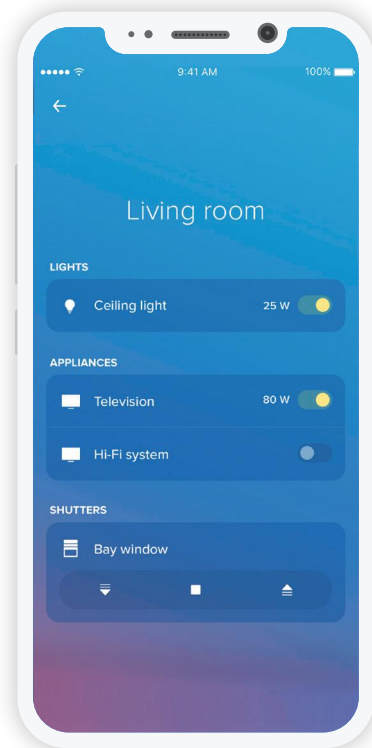 9:41 AM
100%
Living room
LIGHTS
Ceiling light 25 W
APPLIANCES
Television 80 W
Hi-Fi system
SHUTTERS
Bay window